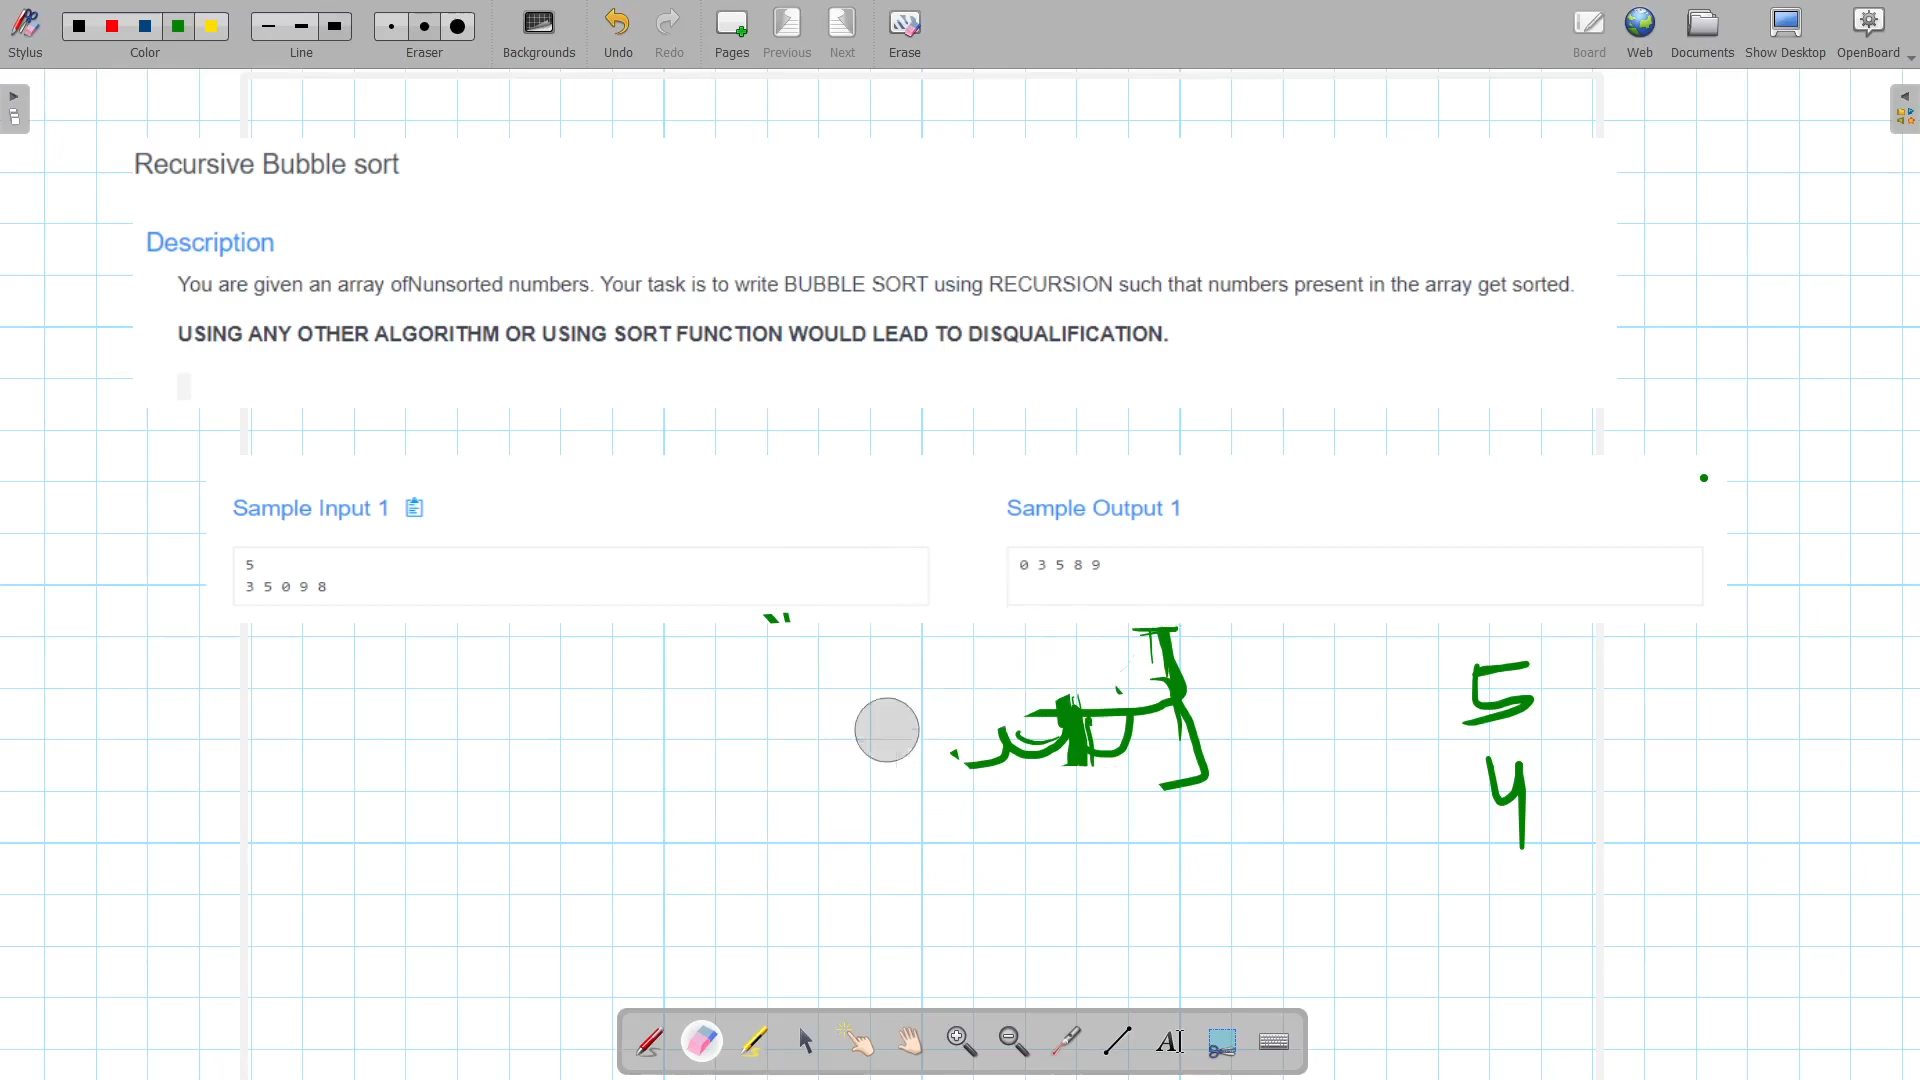 Stylus
Color
Line
Eraser
Backgrounds
Undo
Redo
Pages
Previous
Next
Erase
Board
Web
Documents
Show Desktop
OpenBoard
Recursive Bubble sort
Description
You are given an array ofNunsorted numbers. Your task is to write BUBBLE SORT using RECURSION such that numbers present in the array get sorted.
USING ANY OTHER ALGORITHM OR USING SORT FUNCTION WOULD LEAD TO DISQUALIFICATION.
Sample Input 1
Sample Output 1
5
3 5 0 9 8
0 3 5 8 9
5
4
AI